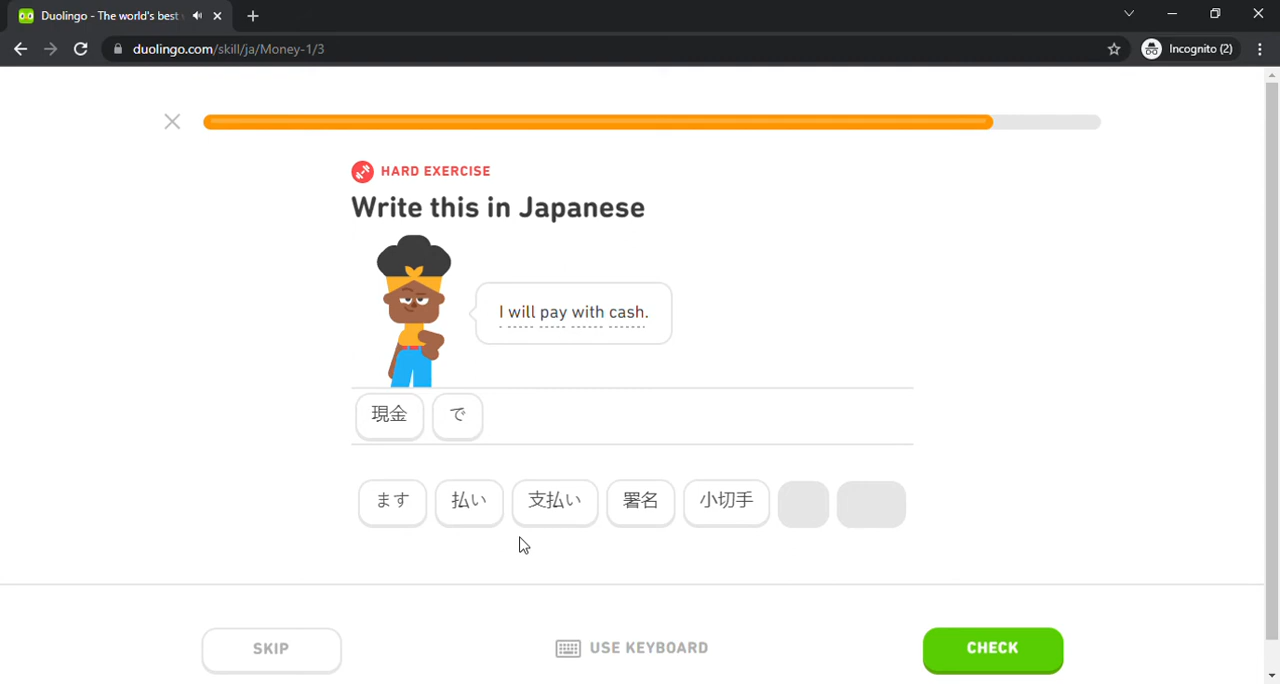 Duolingo - The world's best
duolingo.com/skill/ja/Money-1/3
Incognito (2)
HARD EXERCISE
Write this in Japanese
I will pay with cash.
現金 で
ます 払い 支払い 署名 小切手
SKIP
USE KEYBOARD
CHECK